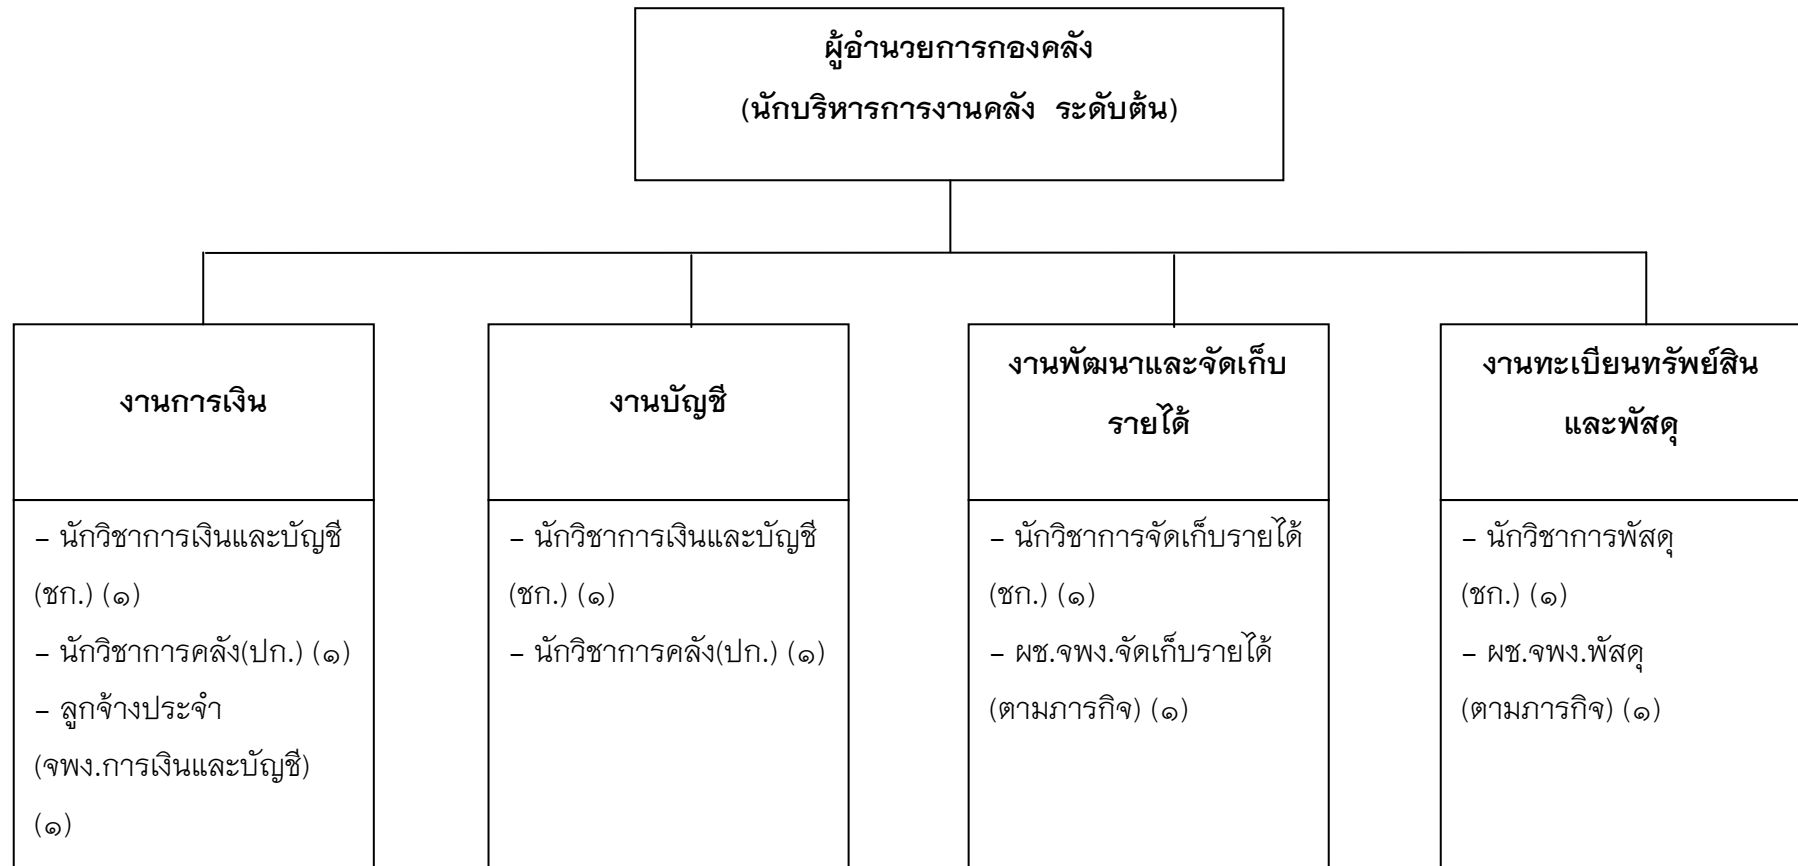 ผู้อำนวยการกองคลัง
(นักบริหารการงานคลัง ระดับต้น)
งานการเงิน
– นักวิชาการเงินและบัญชี
(ชก.) (๑)
– นักวิชาการคลัง(ปก.) (๑)
– ลูกจ้างประจำ
(จพง.การเงินและบัญชี)
(๑)
งานบัญชี
– นักวิชาการเงินและบัญชี
(ชก.) (๑)
– นักวิชาการคลัง(ปก.) (๑)
งานพัฒนาและจัดเก็บ
รายได้
– นักวิชาการจัดเก็บรายได้
(ชก.) (๑)
– ผช.จพง.จัดเก็บรายได้
(ตามภารกิจ) (๑)
งานทะเบียนทรัพย์สิน
และพัสดุ
– นักวิชาการพัสดุ
(ชก.) (๑)
– ผช.จพง.พัสดุ
(ตามภารกิจ) (๑)